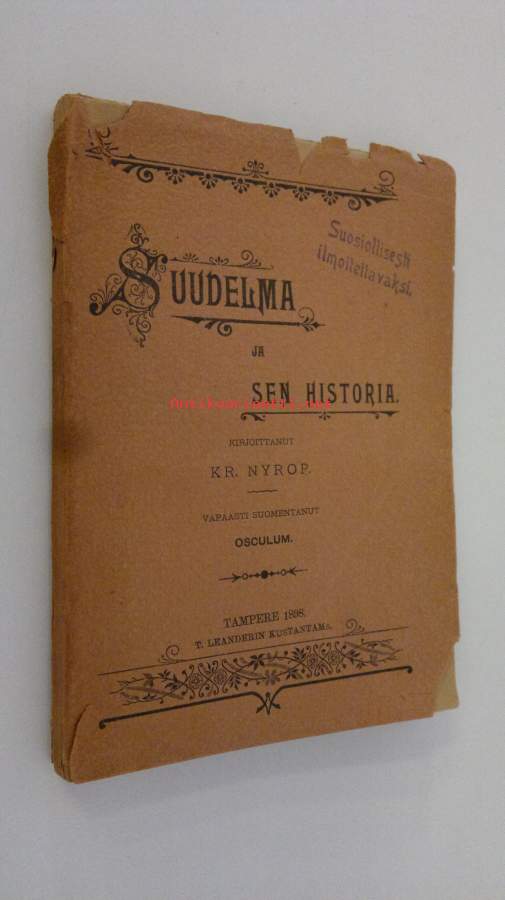 Suosiollisesti
ilmoitettavaksi.
SUUDELMA
JA
SEN HISTORIA.
KIRJOITTANUT
KR. NYROP.
VAPAASTI SUOMENTANUT
OSCULUM.
TAMPERE 1898.
T. LEANDERIN KUSTANTAMA.